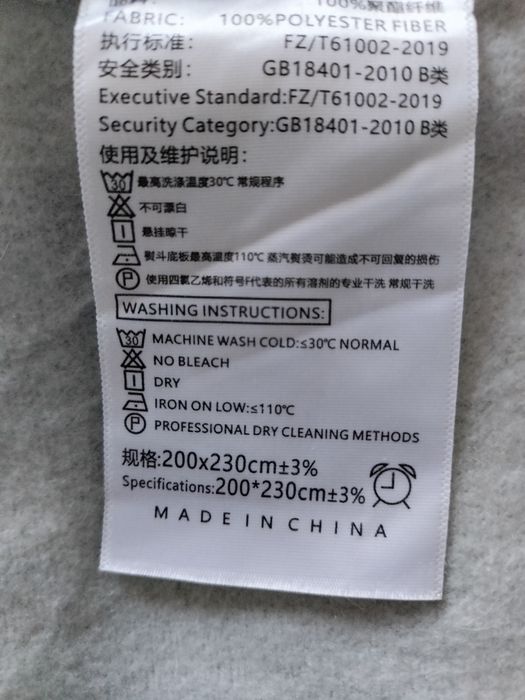 100%聚酯纤维
FABRIC: 100%POLYESTER FIBER
执行标准: FZ/T61002-2019
安全类别: GB18401-2010 B类
Executive Standard:FZ/T61002-2019
Security Category:GB18401-2010 B类
使用及维护说明:
30 最高洗涤温度30℃ 常规程序
不可漂白
悬挂晾干
熨斗底板最高温度110℃ 蒸汽熨烫可能造成不可回复的损伤
P 使用四氯乙烯和符号F代表的所有溶剂的专业干洗 常规干洗
WASHING INSTRUCTIONS:
30 MACHINE WASH COLD:≤30℃ NORMAL
NO BLEACH
DRY
IRON ON LOW:≤110℃
P PROFESSIONAL DRY CLEANING METHODS
规格:200x230cm±3%
Specifications:200*230cm±3%
MADE IN CHINA